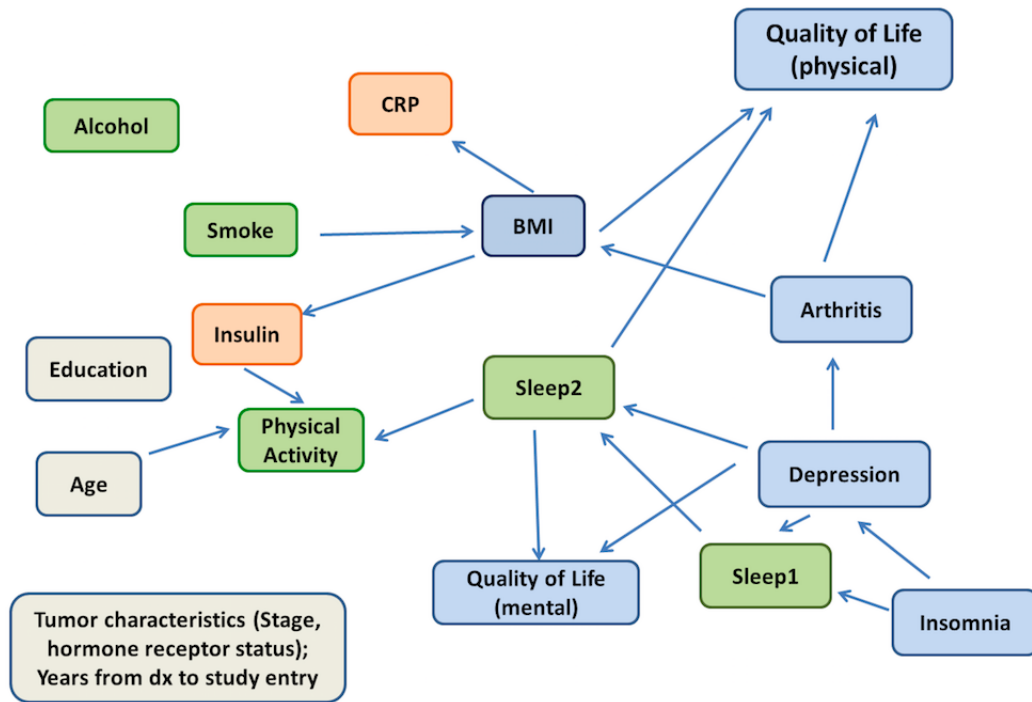 Quality of Life
(physical)
CRP
Alcohol
Smoke
BMI
Arthritis
Insulin
Education
Sleep2
Physical
Activity
Age
Depression
Sleep1
Quality of Life
(mental)
Insomnia
Tumor characteristics (Stage,
hormone receptor status);
Years from dx to study entry